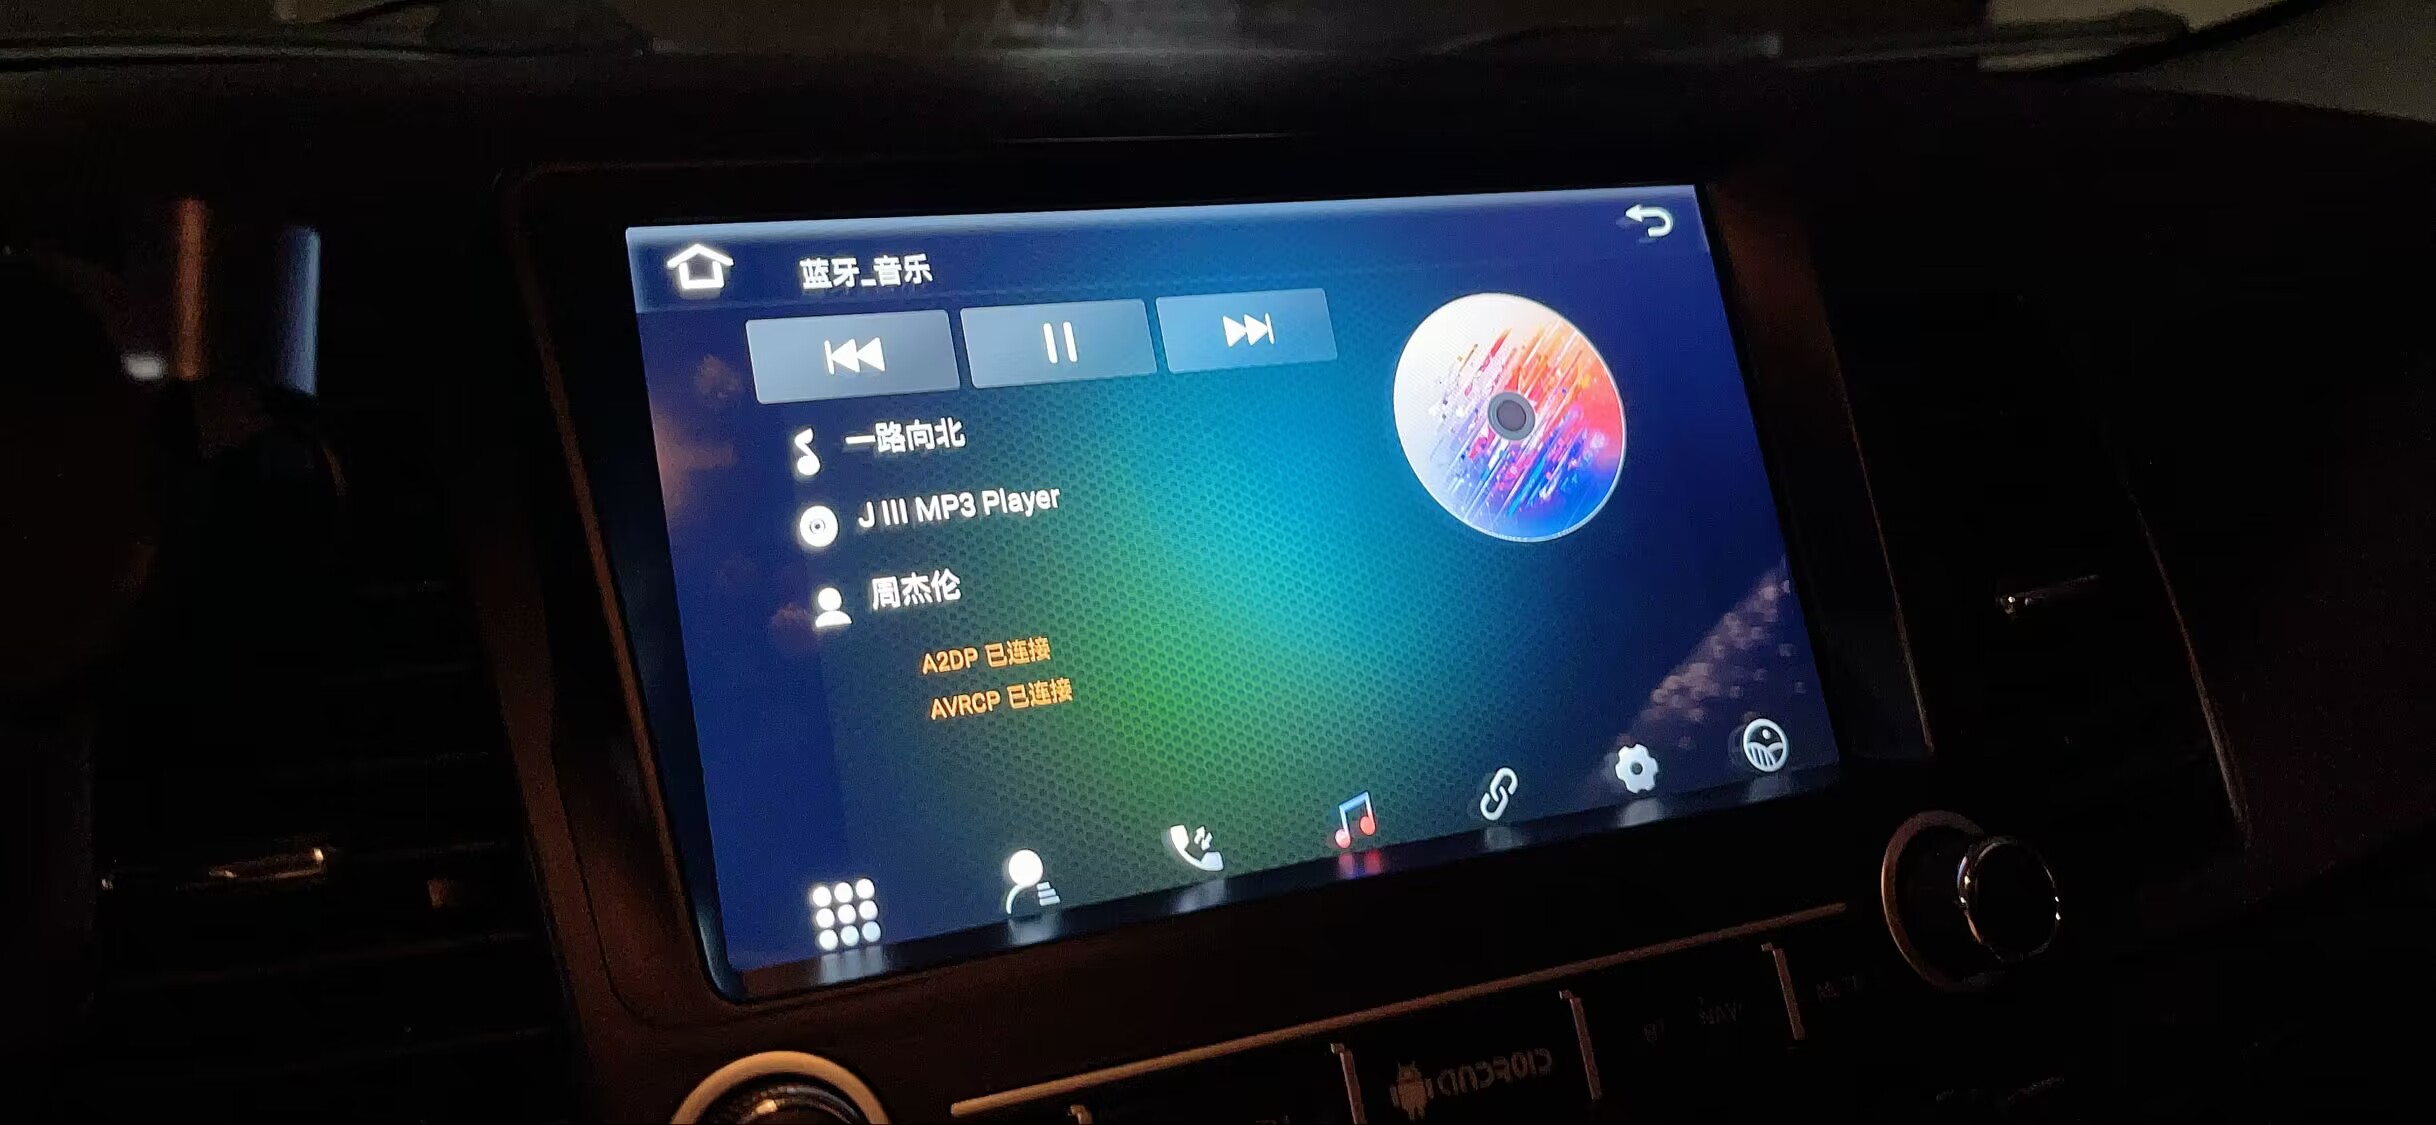 蓝牙_音乐
一路向北
J III MP3 Player
周杰伦
A2DP 已连接
AVRCP 已连接
NAV
ANDROID